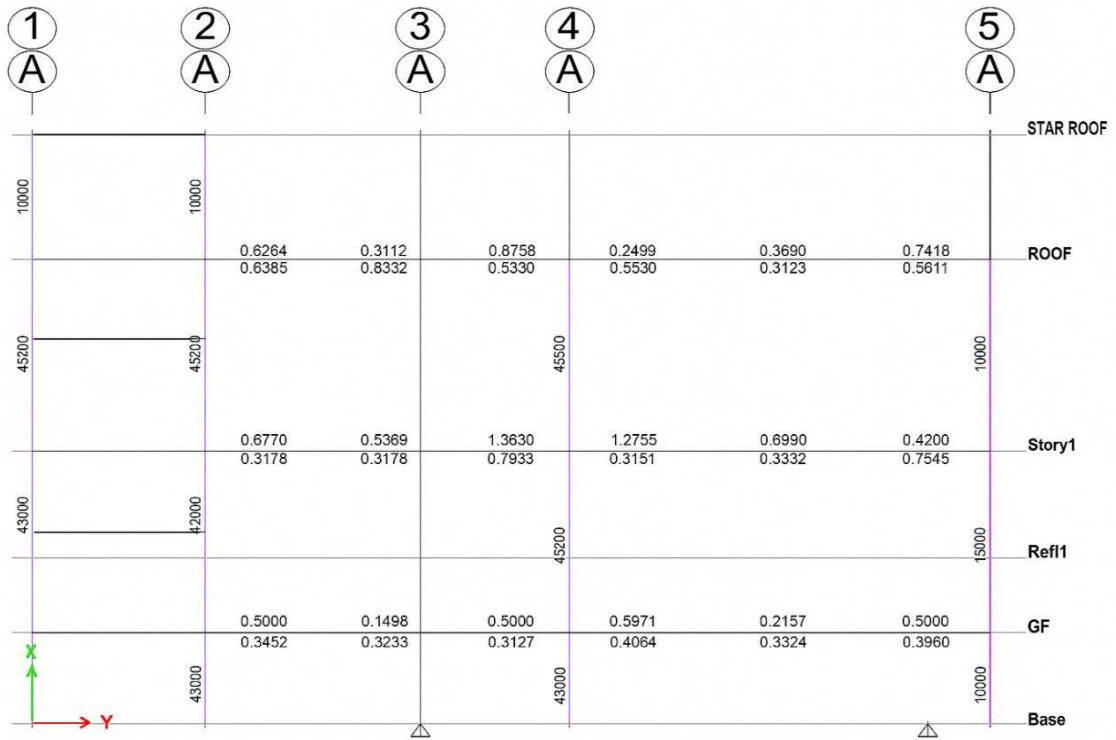 1 2 3 4 5
A A A A A
STAR ROOF
10000 10000
0.6264 0.3112 0.8758 0.2499 0.3690 0.7418
ROOF
0.6385 0.8332 0.5330 0.5530 0.3123 0.5611
45200 45200 45500 10000
0.6770 0.5369 1.3630 1.2755 0.6990 0.4200
Story1
0.3178 0.3178 0.7933 0.3151 0.3332 0.7545
43000 42000 45200 15000
Refl1
0.5000 0.1498 0.5000 0.5971 0.2157 0.5000
GF
0.3452 0.3233 0.3127 0.4064 0.3324 0.3960
X
43000 43000 10000
Y
Base